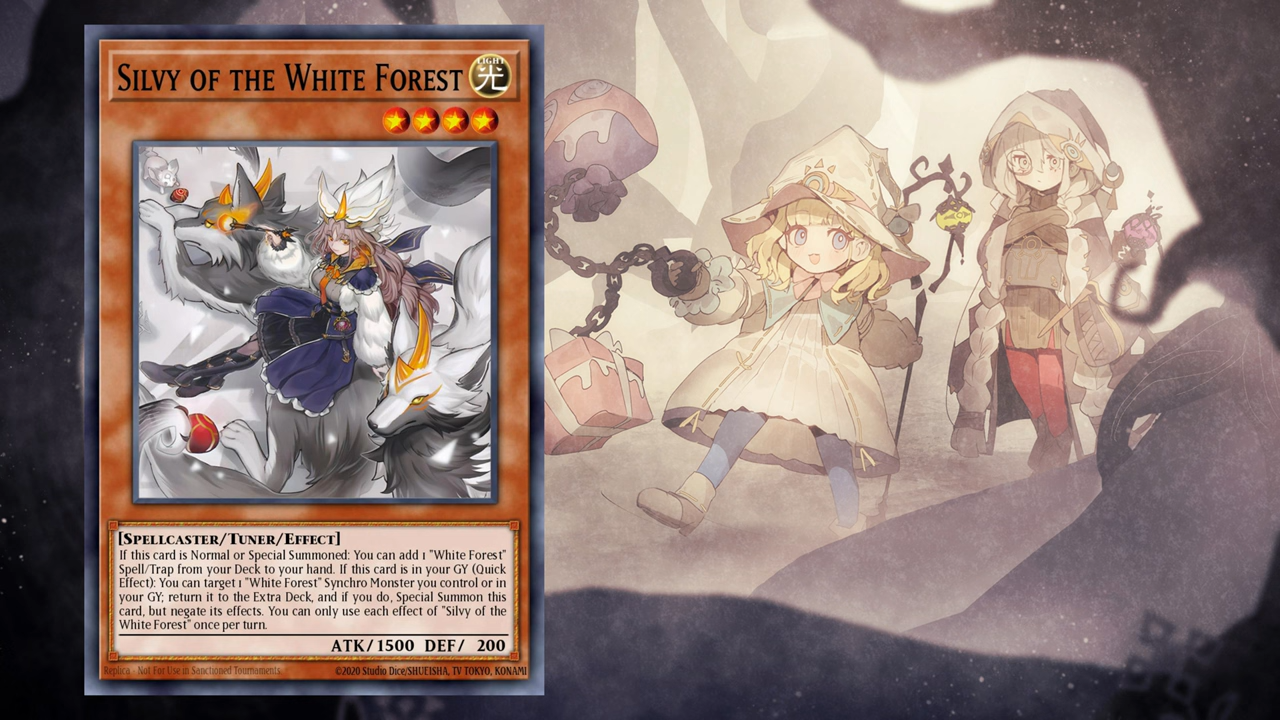 Silvy of the White Forest
LIGHT
光
[Spellcaster/Tuner/Effect]
If this card is Normal or Special Summoned: You can add 1 "White Forest"
Spell/Trap from your Deck to your hand. If this card is in your GY (Quick
Effect): You can target 1 "White Forest" Synchro Monster you control or in
your GY; return it to the Extra Deck, and if you do, Special Summon this
card, but negate its effects. You can only use each effect of "Silvy of the
White Forest" once per turn.
ATK/1500 DEF/ 200
Replica - Not For Use in Sanctioned Tournaments
©2020 Studio Dice/SHUEISHA, TV TOKYO, KONAMI